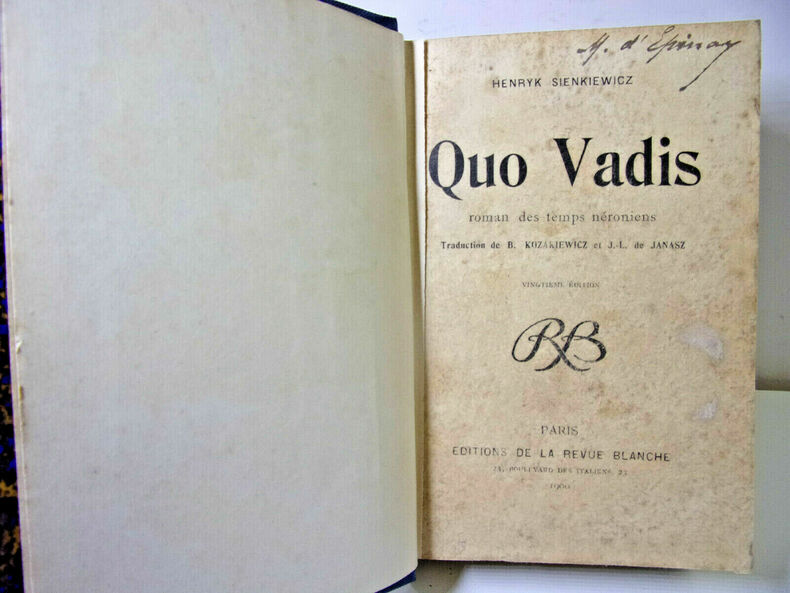 M. d'Epinay
HENRYK SIENKIEWICZ
Quo Vadis
roman des temps néroniens
Traduction de B. KOZAKIEWICZ et J.-L. de JANASZ
VINGTIÈME ÉDITION
RB
PARIS
EDITIONS DE LA REVUE BLANCHE
23, BOULEVARD DES ITALIENS, 23
1900